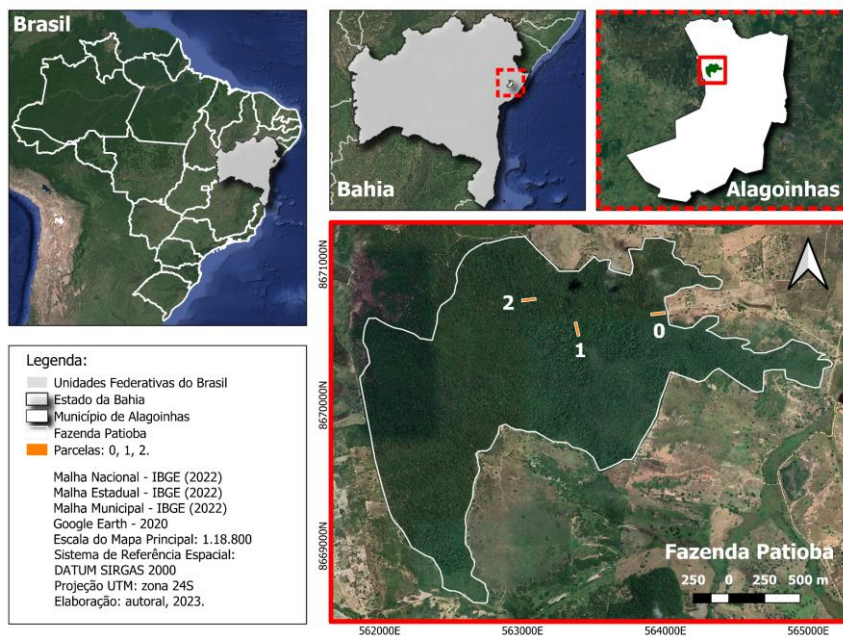 Brasil
Bahia
Alagoinhas
8671000N
8670000N
8669000N
2
1
0
Fazenda Patioba
250 0 250 500 m
562000E 563000E 564000E 565000E
Legenda:
Unidades Federativas do Brasil
Estado da Bahia
Município de Alagoinhas
Fazenda Patioba
Parcelas: 0, 1, 2.
Malha Nacional - IBGE (2022)
Malha Estadual - IBGE (2022)
Malha Municipal - IBGE (2022)
Google Earth - 2020
Escala do Mapa Principal: 1.18.800
Sistema de Referência Espacial:
DATUM SIRGAS 2000
Projeção UTM: zona 24S
Elaboração: autoral, 2023.